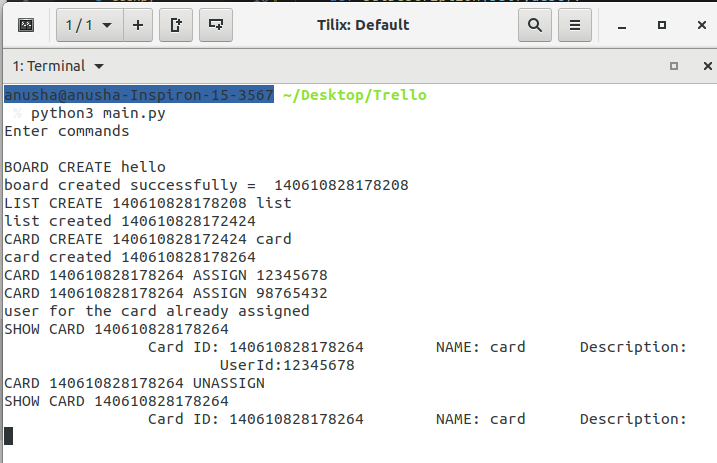 1 / 1
Tilix: Default
1: Terminal
anusha@anusha-Inspiron-15-3567 ~/Desktop/Trello
% python3 main.py
Enter commands
BOARD CREATE hello
board created successfully =  140610828178208
LIST CREATE 140610828178208 list
list created 140610828172424
CARD CREATE 140610828172424 card
card created 140610828178264
CARD 140610828178264 ASSIGN 12345678
CARD 140610828178264 ASSIGN 98765432
user for the card already assigned
SHOW CARD 140610828178264
Card ID: 140610828178264        NAME: card      Description:
UserId:12345678
CARD 140610828178264 UNASSIGN
SHOW CARD 140610828178264
Card ID: 140610828178264        NAME: card      Description: